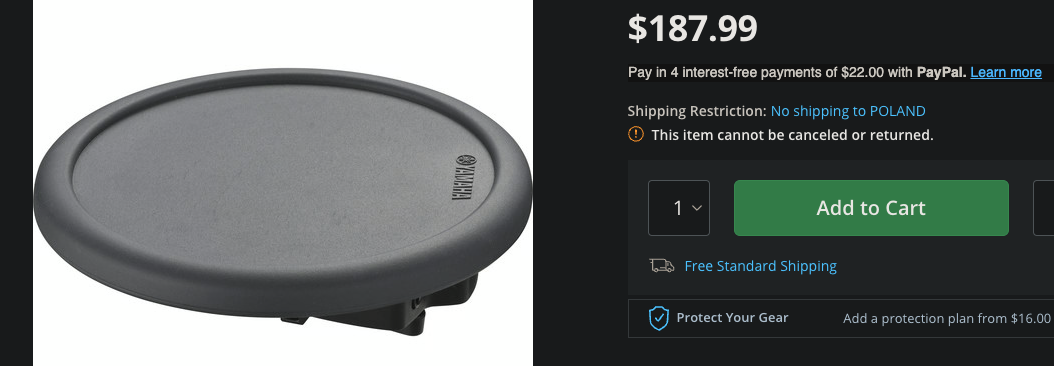 YAMAHA
$187.99
Pay in 4 interest-free payments of $22.00 with PayPal. Learn more
Shipping Restriction: No shipping to POLAND
This item cannot be canceled or returned.
1
Add to Cart
Free Standard Shipping
Protect Your Gear
Add a protection plan from $16.00